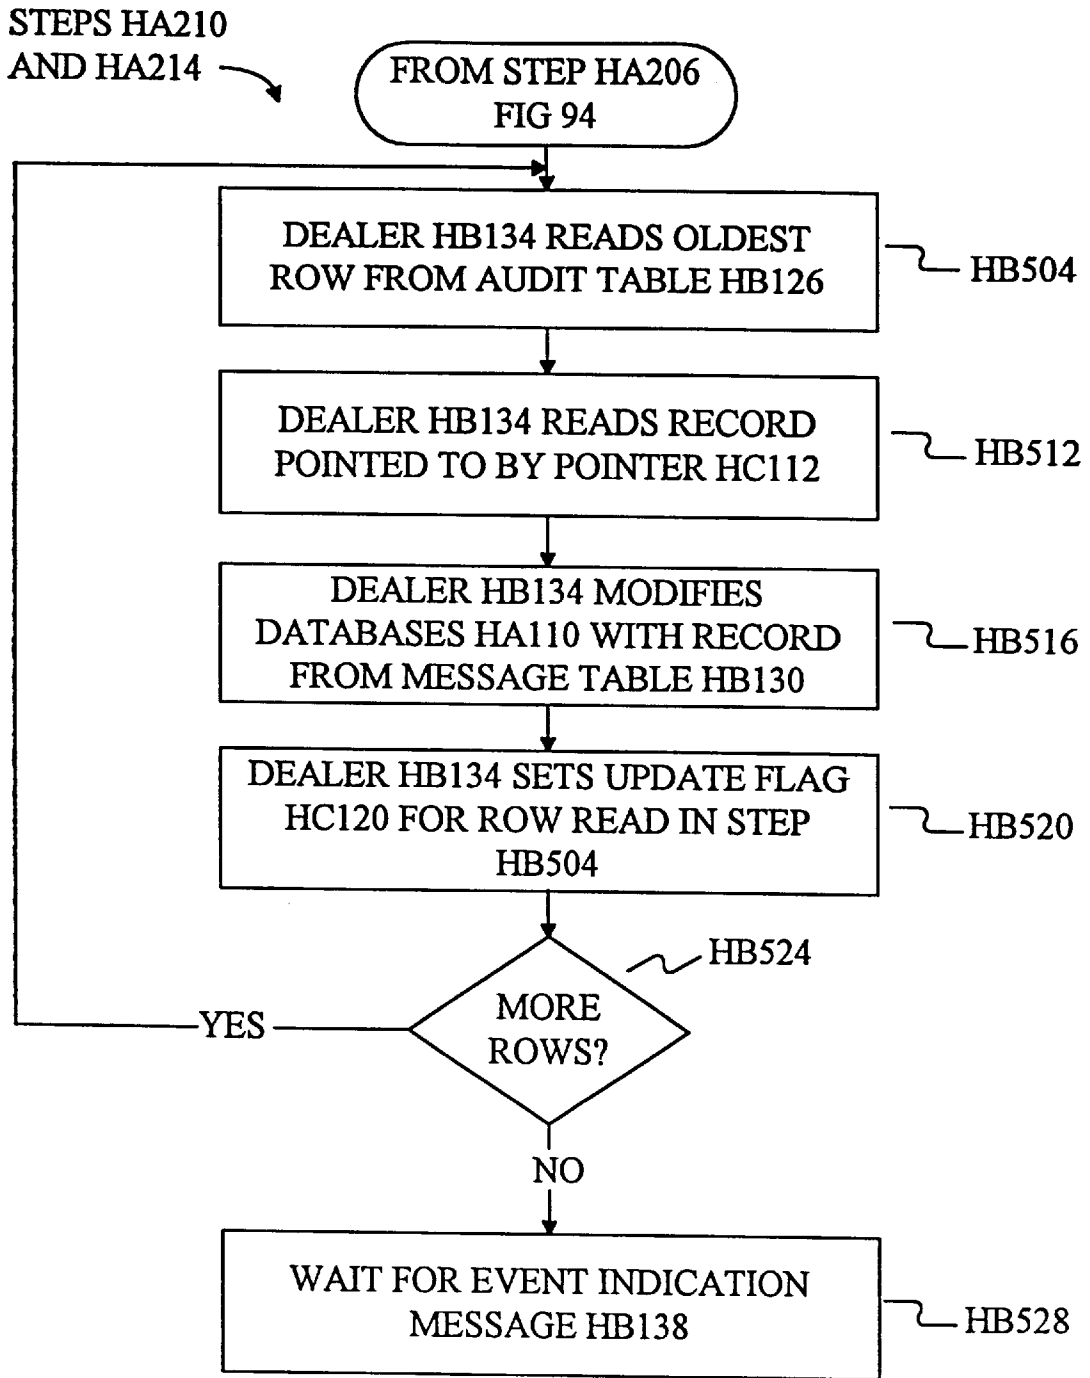 STEPS HA210
AND HA214
FROM STEP HA206
FIG 94
DEALER HB134 READS OLDEST
ROW FROM AUDIT TABLE HB126
HB504
DEALER HB134 READS RECORD
POINTED TO BY POINTER HC112
HB512
DEALER HB134 MODIFIES
DATABASES HA110 WITH RECORD
FROM MESSAGE TABLE HB130
HB516
DEALER HB134 SETS UPDATE FLAG
HC120 FOR ROW READ IN STEP
HB504
HB520
HB524
MORE
ROWS?
YES
NO
WAIT FOR EVENT INDICATION
MESSAGE HB138
HB528